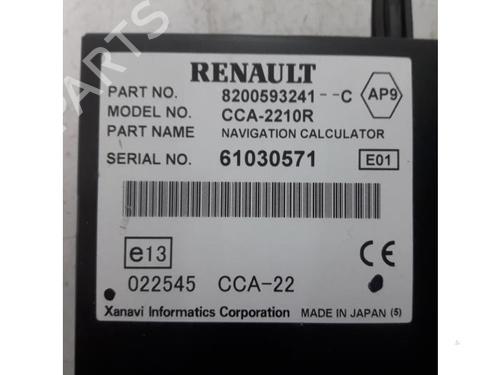 RENAULT
PART NO. 8200593241--C AP9
MODEL NO. CCA-2210R
PART NAME NAVIGATION CALCULATOR
SERIAL NO. 61030571 E01
e13 CE
022545 CCA-22
Xanavi Informatics Corporation MADE IN JAPAN (5)